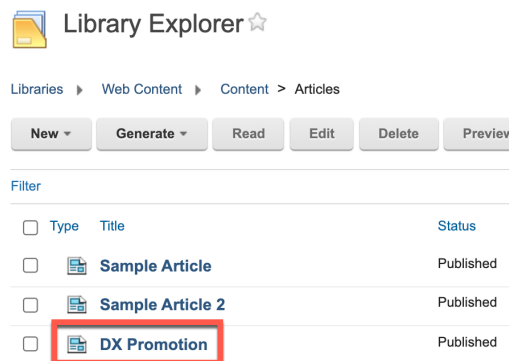 Library Explorer
Libraries Web Content Content > Articles
New Generate Read Edit Delete Preview
Filter
Type Title Status
Sample Article Published
Sample Article 2 Published
DX Promotion Published